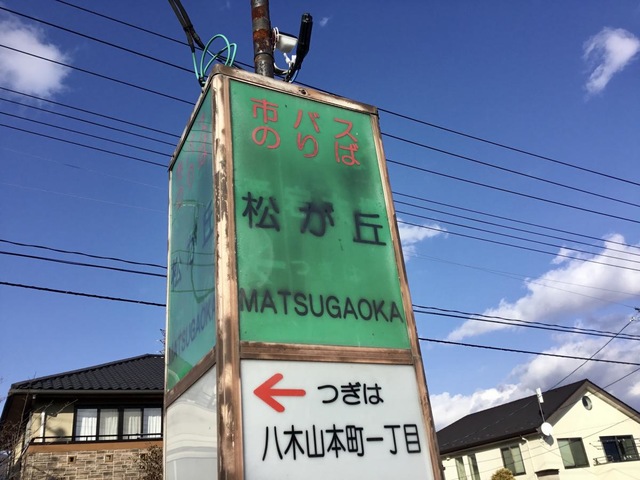 市バス
のりば
松が丘
MATSUGAOKA
← つぎは
八木山本町一丁目